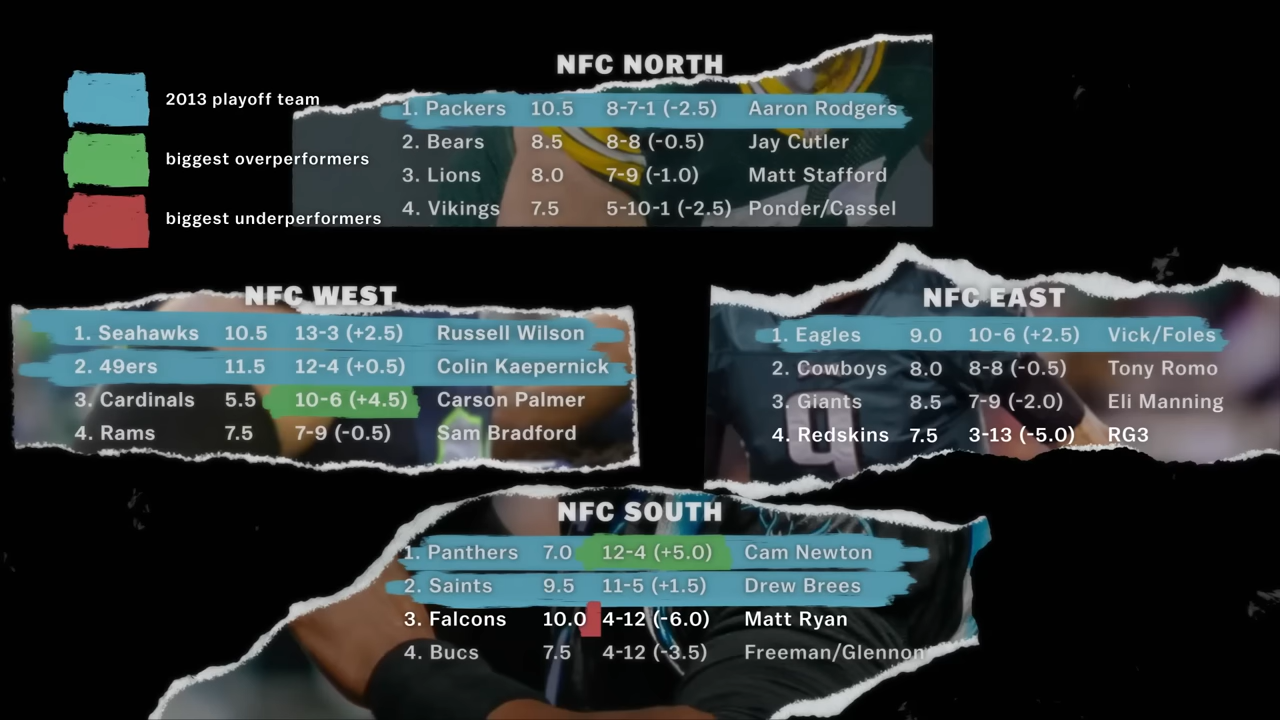 2013 playoff team
biggest overperformers
biggest underperformers
NFC NORTH
1. Packers 10.5 8-7-1 (-2.5) Aaron Rodgers
2. Bears 8.5 8-8 (-0.5) Jay Cutler
3. Lions 8.0 7-9 (-1.0) Matt Stafford
4. Vikings 7.5 5-10-1 (-2.5) Ponder/Cassel
NFC WEST
1. Seahawks 10.5 13-3 (+2.5) Russell Wilson
2. 49ers 11.5 12-4 (+0.5) Colin Kaepernick
3. Cardinals 5.5 10-6 (+4.5) Carson Palmer
4. Rams 7.5 7-9 (-0.5) Sam Bradford
NFC EAST
1. Eagles 9.0 10-6 (+2.5) Vick/Foles
2. Cowboys 8.0 8-8 (-0.5) Tony Romo
3. Giants 8.5 7-9 (-2.0) Eli Manning
4. Redskins 7.5 3-13 (-5.0) RG3
NFC SOUTH
1. Panthers 7.0 12-4 (+5.0) Cam Newton
2. Saints 9.5 11-5 (+1.5) Drew Brees
3. Falcons 10.0 4-12 (-6.0) Matt Ryan
4. Bucs 7.5 4-12 (-3.5) Freeman/Glennon